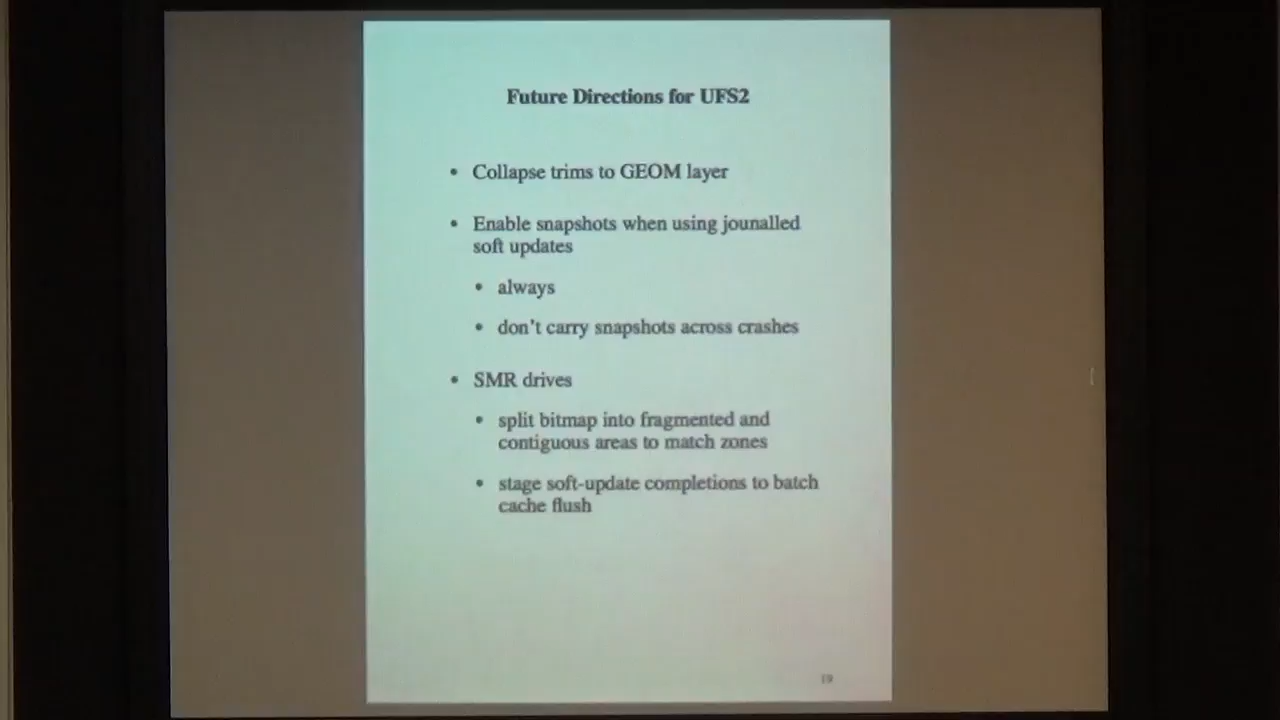 Future Directions for UFS2
• Collapse trims to GEOM layer
• Enable snapshots when using jounalled
soft updates
• always
• don't carry snapshots across crashes
• SMR drives
• split bitmap into fragmented and
contiguous areas to match zones
• stage soft-update completions to batch
cache flush
19